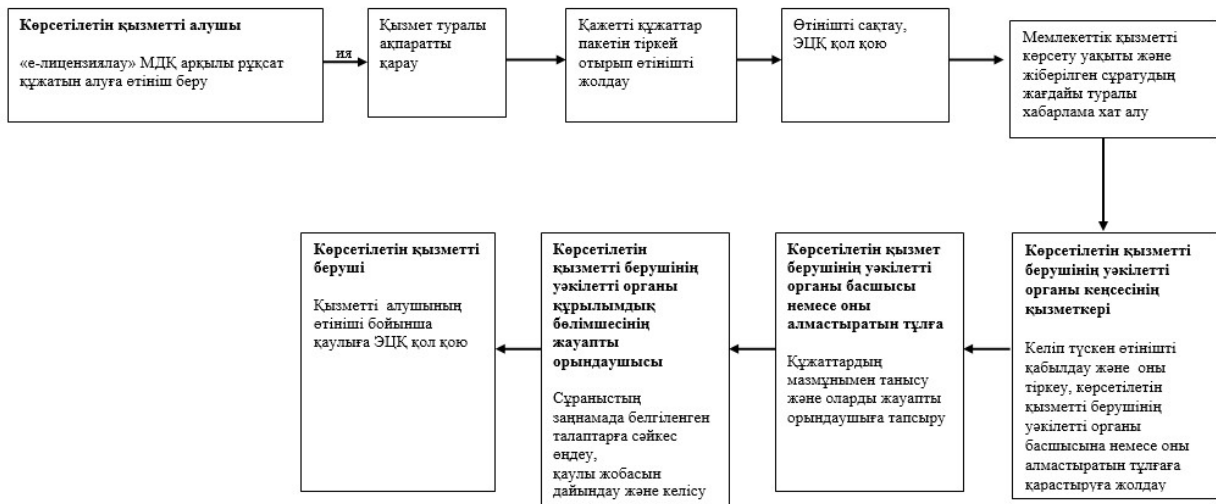 Көрсетілетін қызметті алушы
«е-лицензиялау» МДҚ арқылы рұқсат
құжатын алуға өтініш беру
ия
Қызмет туралы
ақпаратты
қарау
Қажетті құжаттар
пакетін тіркей
отырып өтінішті
жолдау
Өтінішті сақтау,
ЭЦҚ қол қою
Мемлекеттік қызметті
көрсету уақыты және
жіберілген сұратудың
жағдайы туралы
хабарлама хат алу
Көрсетілетін қызметті
берушінің уәкілетті
органы кеңсесінің
қызметкері
Келіп түскен өтінішті
қабылдау және оны
тіркеу, көрсетілетін
қызметті берушінің
уәкілетті органы
басшысына немесе оны
алмастыратын тұлғаға
қарастыруға жолдау
Көрсетілетін қызмет
берушінің уәкілетті
органы басшысы
немесе оны
алмастыратын тұлға
Құжаттардың
мазмұнымен танысу
және оларды жауапты
орындаушыға тапсыру
Көрсетілетін
қызметті берушінің
уәкілетті органы
құрылымдық
бөлімшесінің
жауапты
орындаушысы
Сұраныстың
заңнамада белгіленген
талаптарға сәйкес
өңдеу,
қаулы жобасын
дайындау және келісу
Көрсетілетін қызметті
беруші
Қызметті алушының
өтініші бойынша
қаулыға ЭЦҚ қол қою